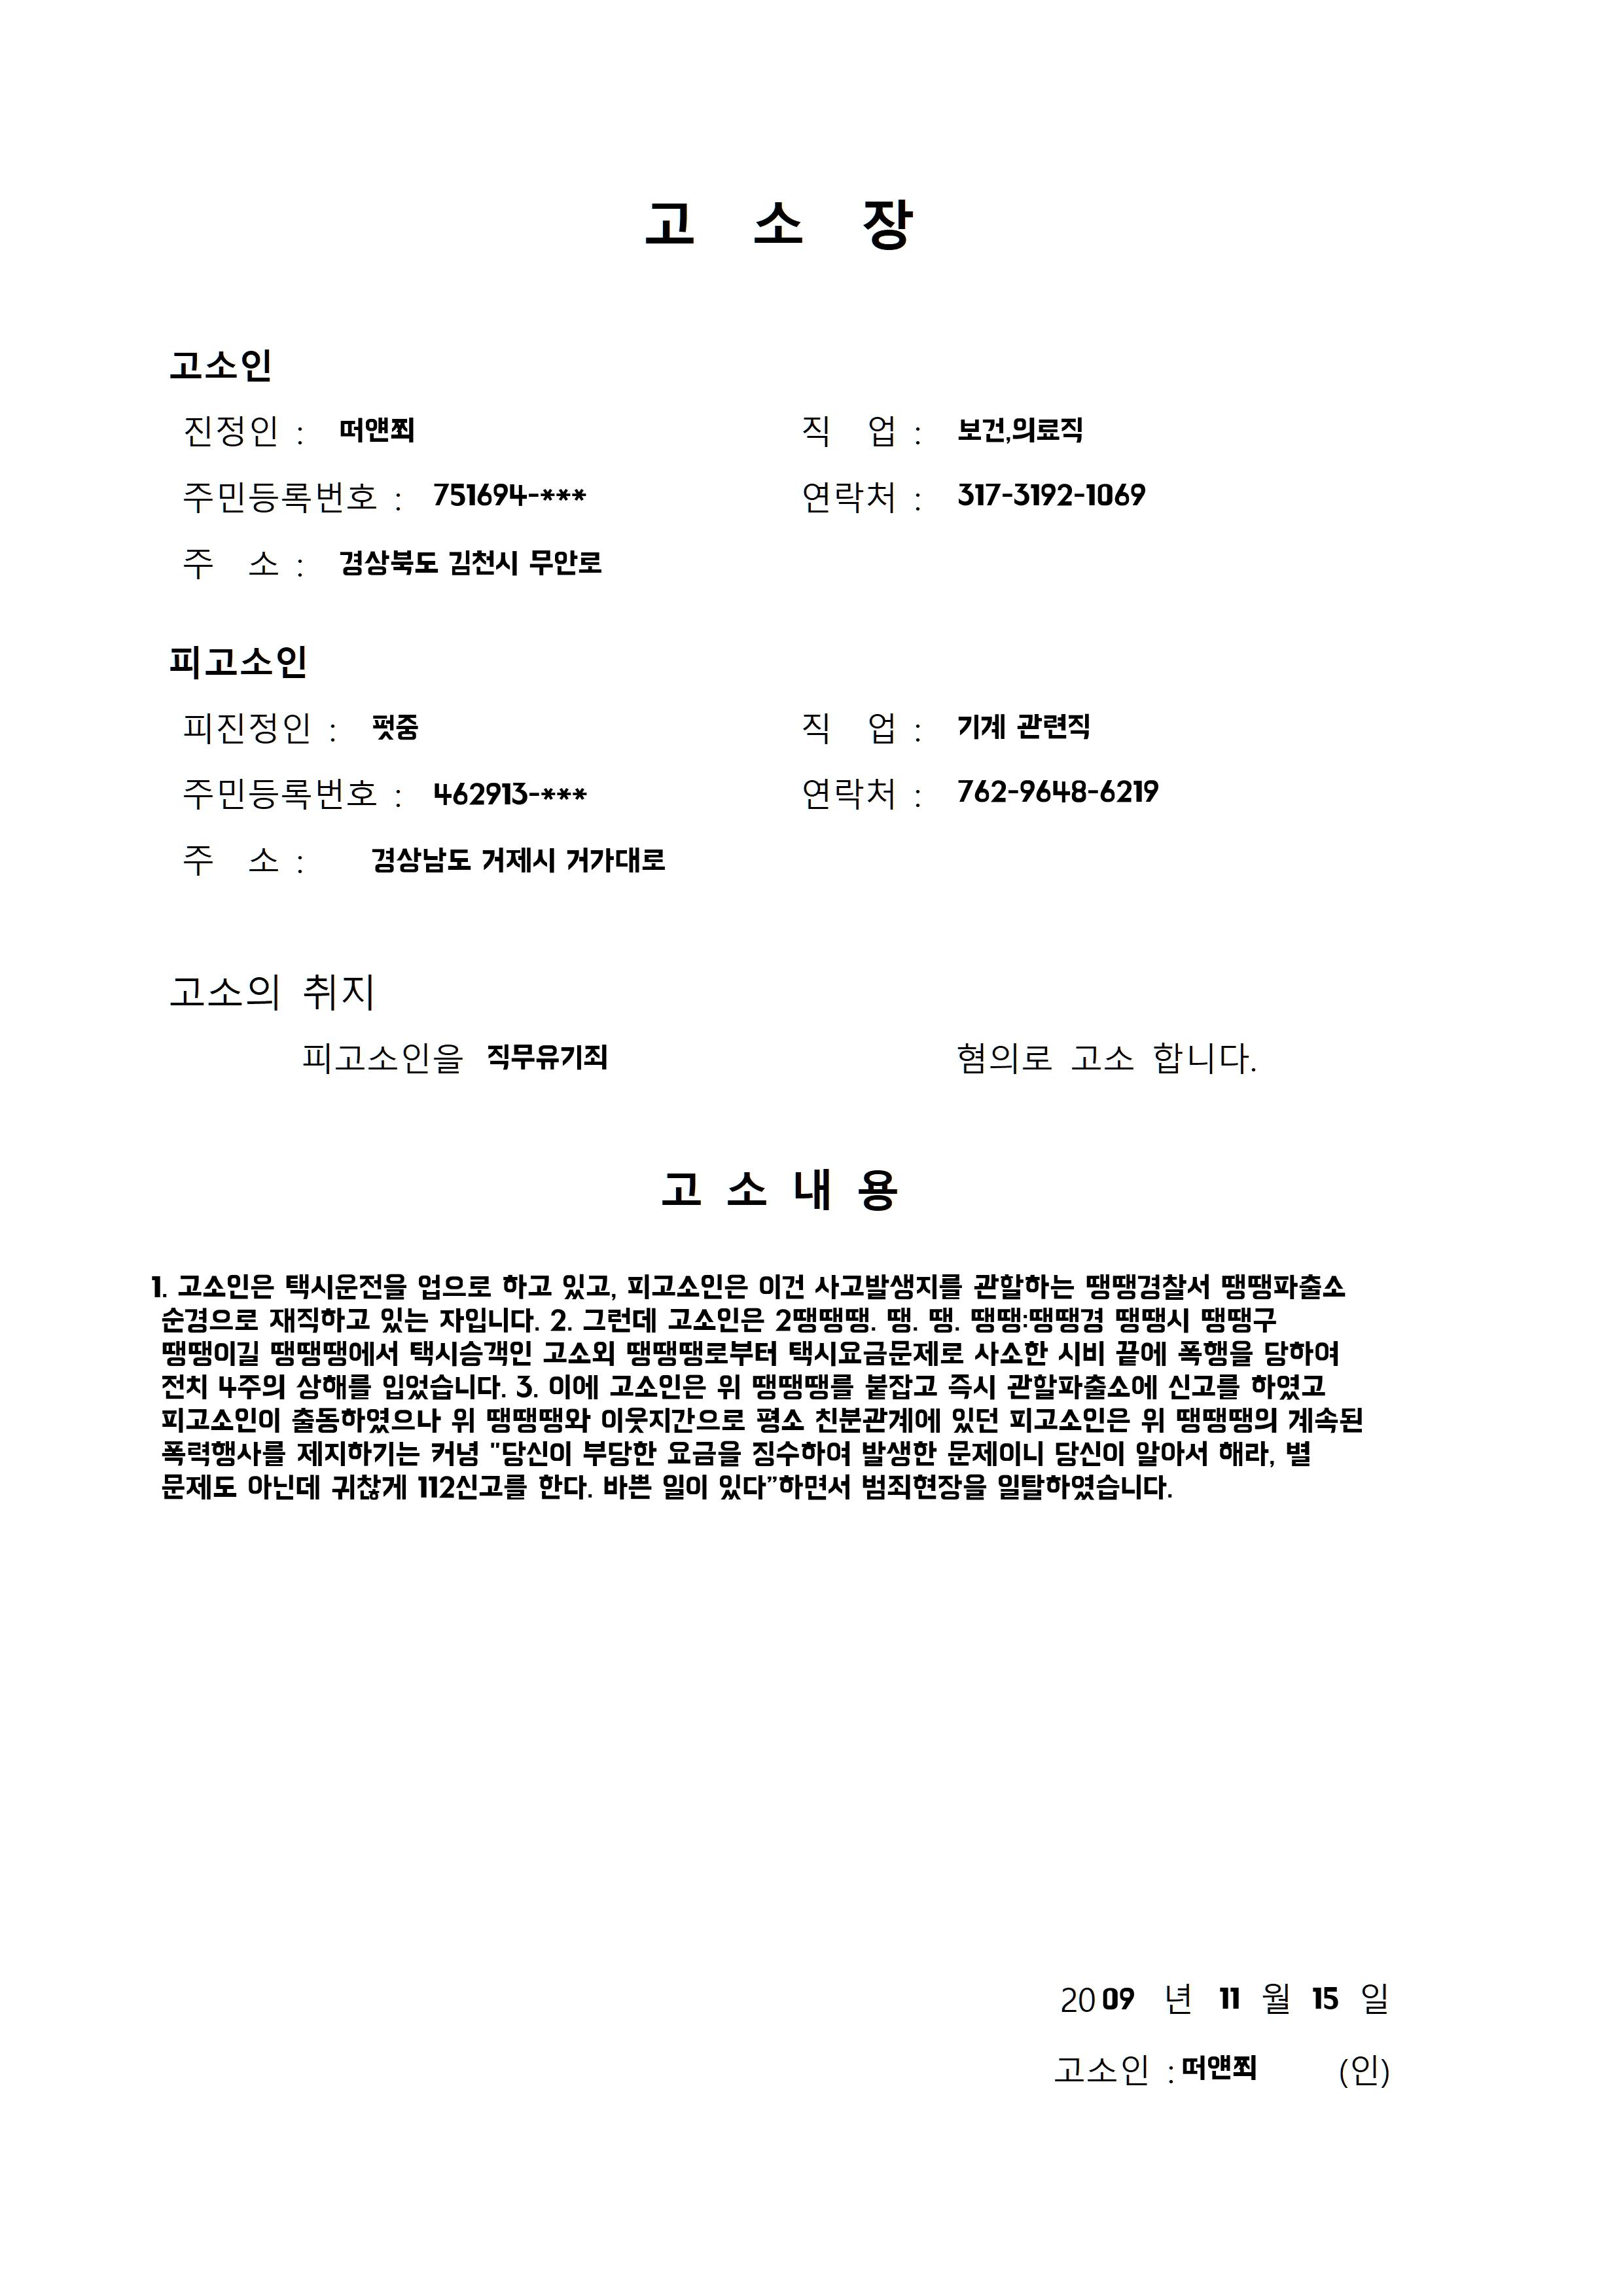 고 소 장
고소인
진정인 : 떠앤쬐 직 업 : 보건,의료직
주민등록번호 : 751694-*** 연락처 : 317-3192-1069
주 소 : 경상북도 김천시 무안로
피고소인
피진정인 : 펏중 직 업 : 기계 관련직
주민등록번호 : 462913-*** 연락처 : 762-9648-6219
주 소 : 경상남도 거제시 거가대로
고소의 취지
피고소인을 직무유기죄 혐의로 고소 합니다.
고 소 내 용
1. 고소인은 택시운전을 업으로 하고 있고, 피고소인은 이건 사고발생지를 관할하는 땡땡경찰서 땡땡파출소
순경으로 재직하고 있는 자입니다. 2. 그런데 고소인은 2땡땡땡. 땡. 땡. 땡땡:땡땡경 땡땡시 땡땡구
땡땡이길 땡땡땡에서 택시승객인 고소외 땡땡땡로부터 택시요금문제로 사소한 시비 끝에 폭행을 당하여
전치 4주의 상해를 입었습니다. 3. 이에 고소인은 위 땡땡땡를 붙잡고 즉시 관할파출소에 신고를 하였고
피고소인이 출동하였으나 위 땡땡땡와 이웃지간으로 평소 친분관계에 있던 피고소인은 위 땡땡땡의 계속된
폭력행사를 제지하기는 커녕 "당신이 부당한 요금을 징수하여 발생한 문제이니 당신이 알아서 해라, 별
문제도 아닌데 귀찮게 112신고를 한다. 바쁜 일이 있다”하면서 범죄현장을 일탈하였습니다.
2009 년 11 월 15 일
고소인 : 떠앤쬐 (인)